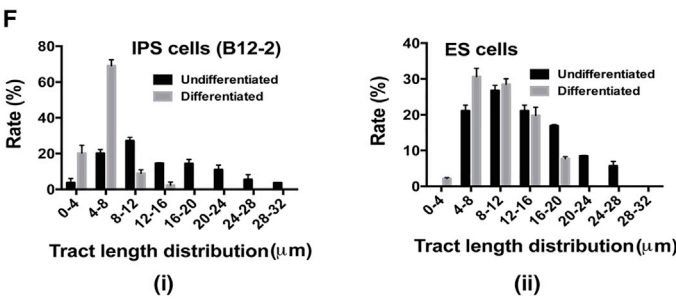 F
IPS cells (B12-2)
Undifferentiated
Differentiated
Rate (%)
80
60
40
20
0
0-4
4-8
8-12
12-16
16-20
20-24
24-28
28-32
Tract length distribution(μm)
(i)
ES cells
Undifferentiated
Differentiated
Rate (%)
40
30
20
10
0
0-4
4-8
8-12
12-16
16-20
20-24
24-28
28-32
Tract length distribution(μm)
(ii)